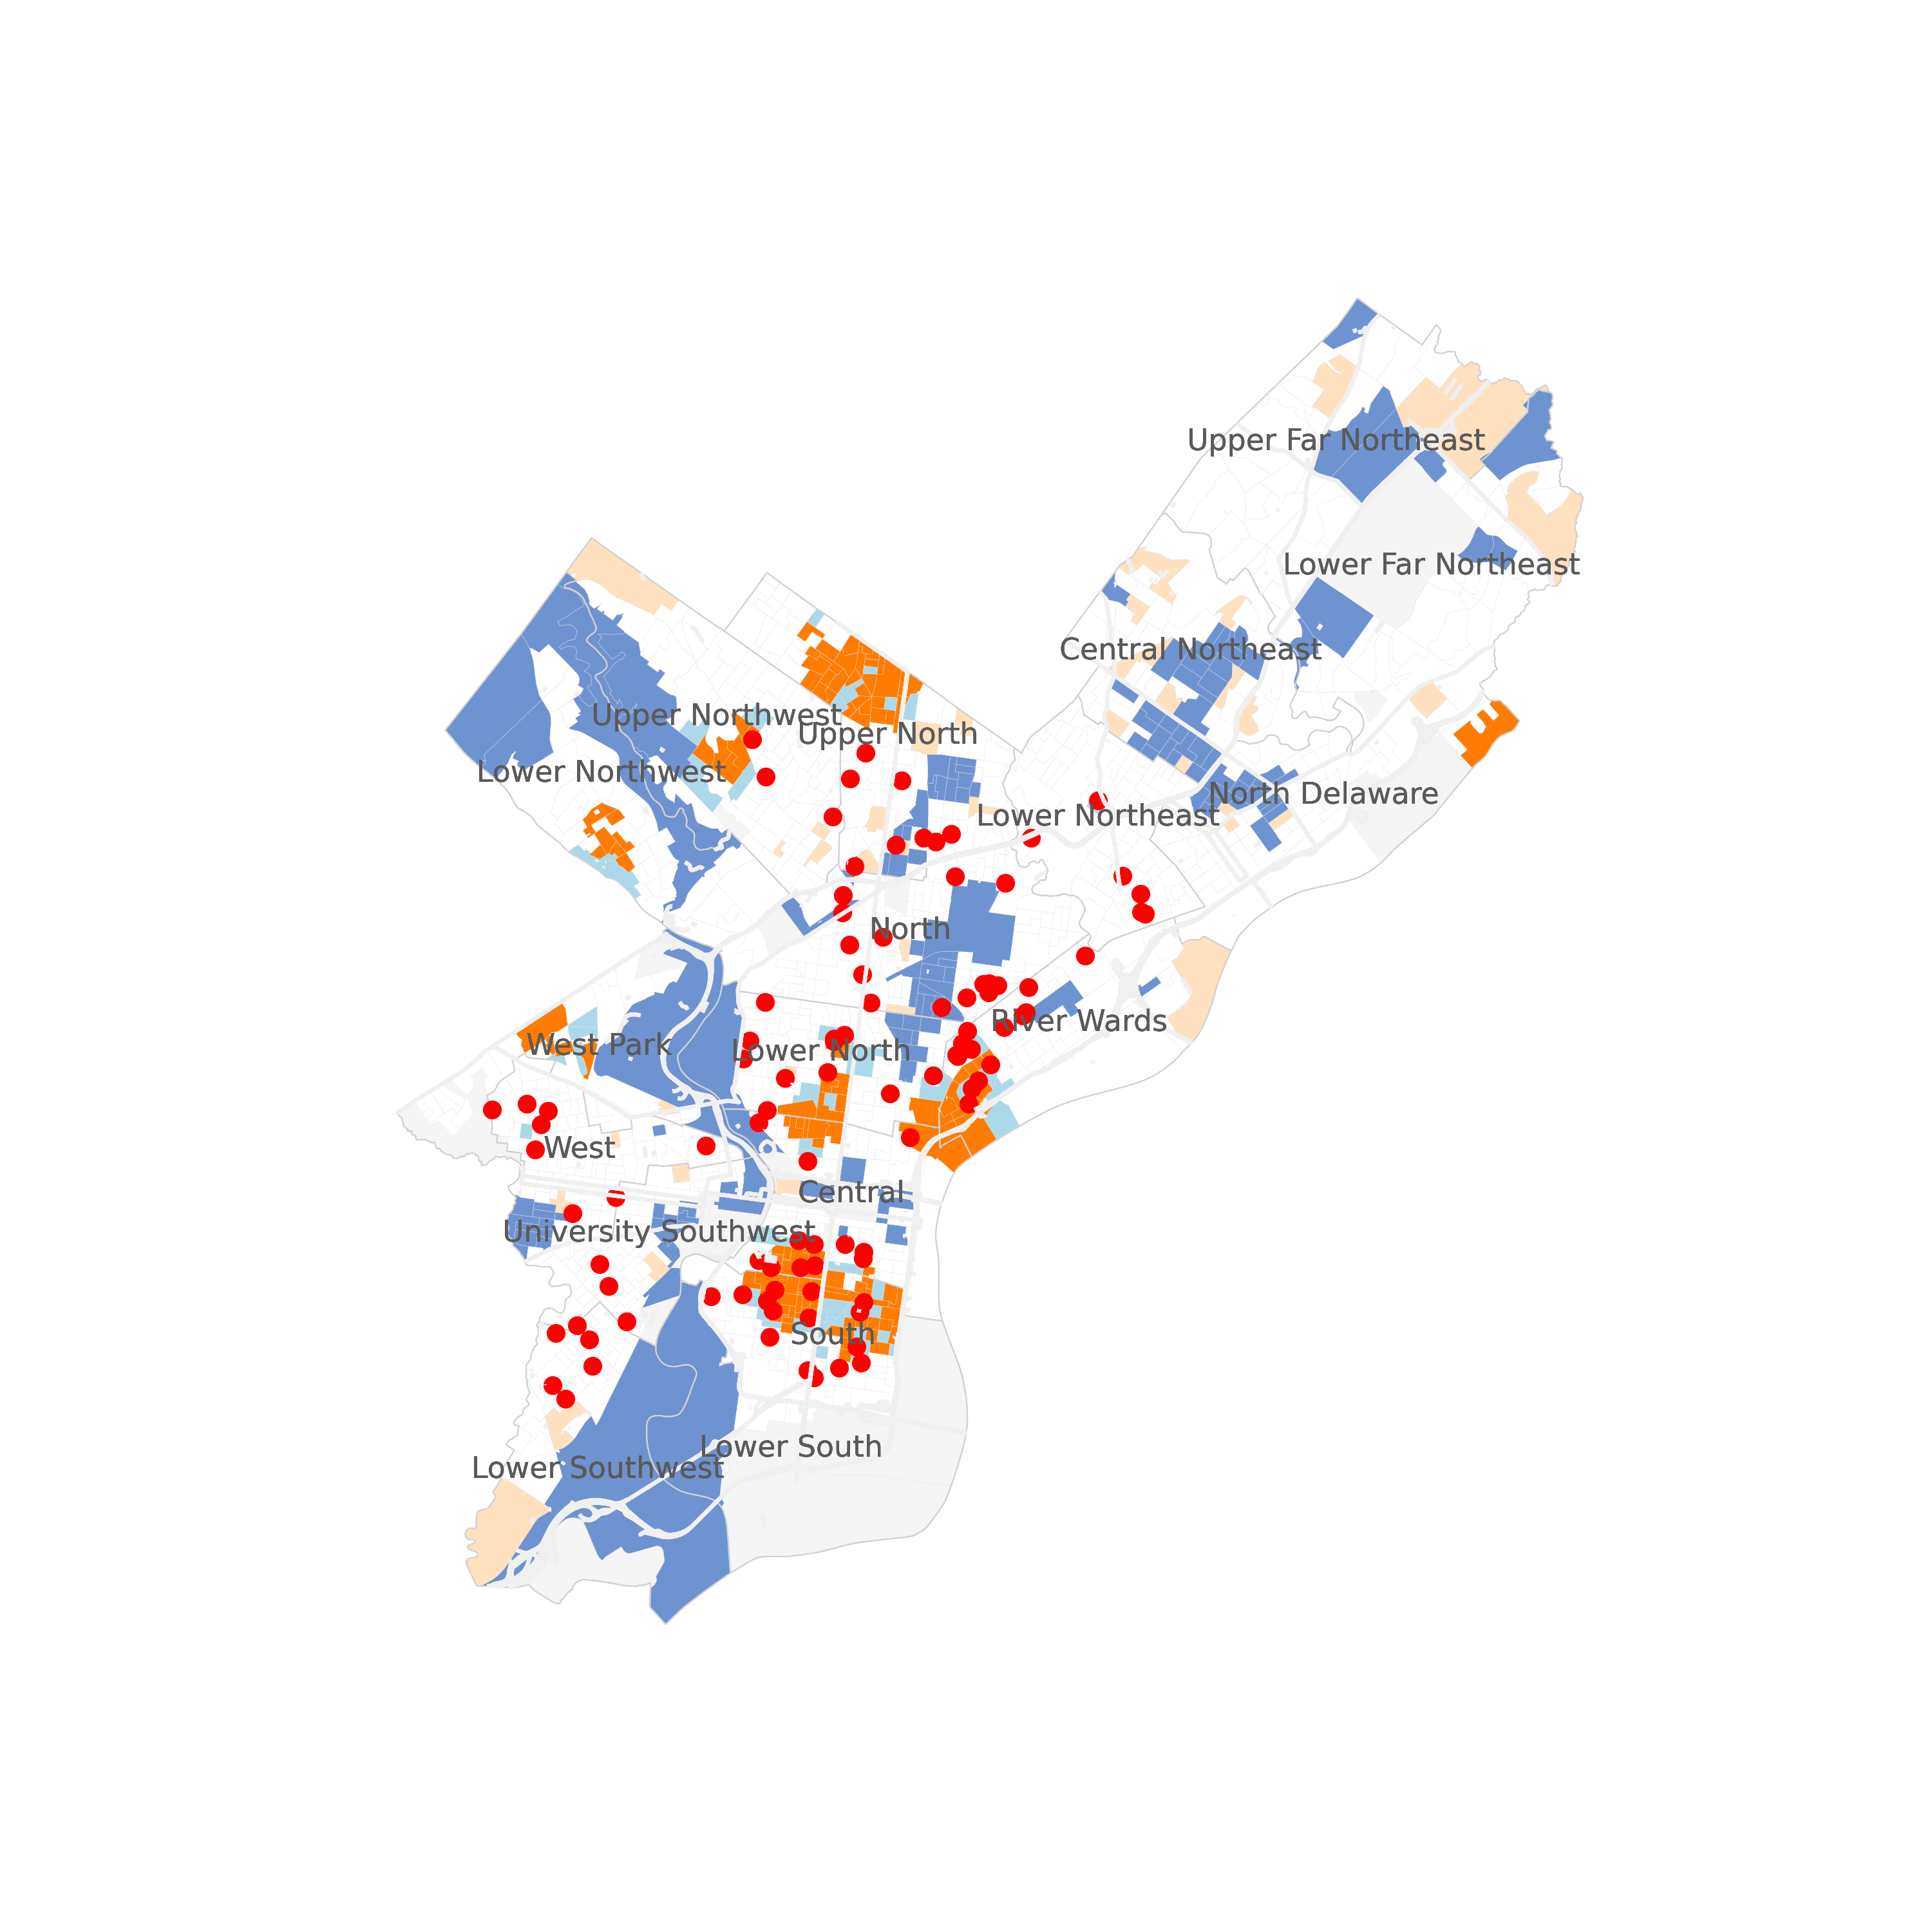 Upper Far Northeast
Lower Far Northeast
Central Northeast
Upper Northwest
Upper North
Lower Northwest
North Delaware
Lower Northeast
North
River Wards
West Park
Lower North
West
Central
University Southwest
South
Lower South
Lower Southwest